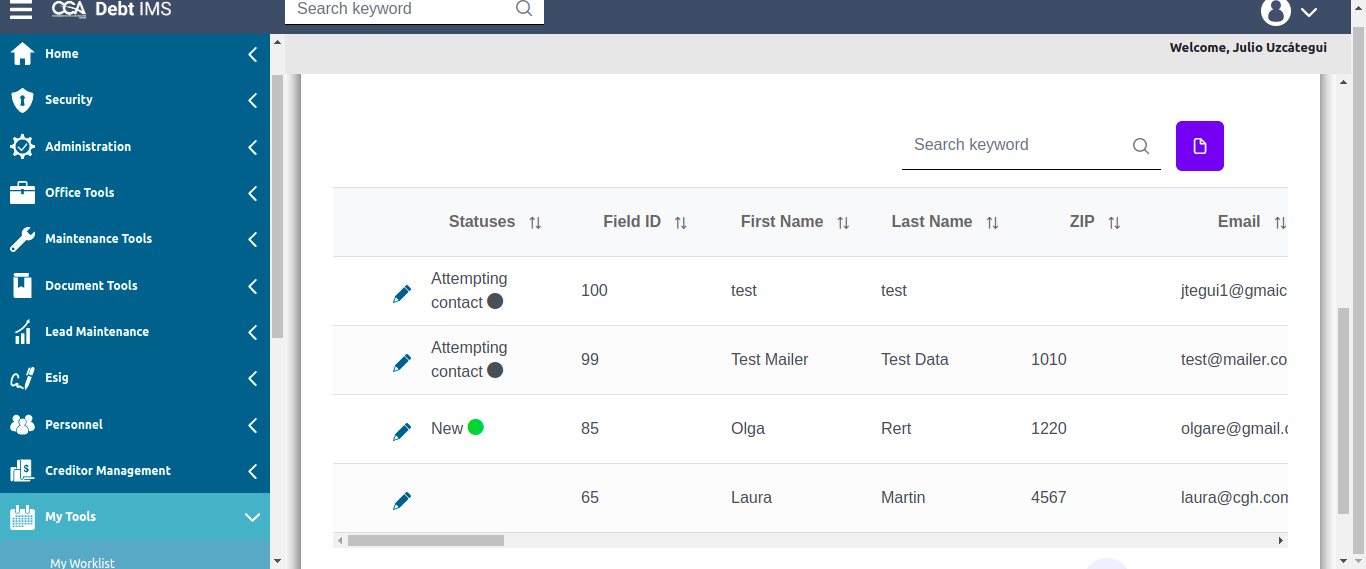 CGA Debt IMS
Search keyword
Welcome, Julio Uzcátegui
Home
Security
Administration
Office Tools
Maintenance Tools
Document Tools
Lead Maintenance
Esig
Personnel
Creditor Management
My Tools
My Worklist
Search keyword
Statuses Field ID First Name Last Name ZIP Email
Attempting
contact 100 test test jtegui1@gmaic
Attempting
contact 99 Test Mailer Test Data 1010 test@mailer.co
New 85 Olga Rert 1220 olgare@gmail.c
65 Laura Martin 4567 laura@cgh.com